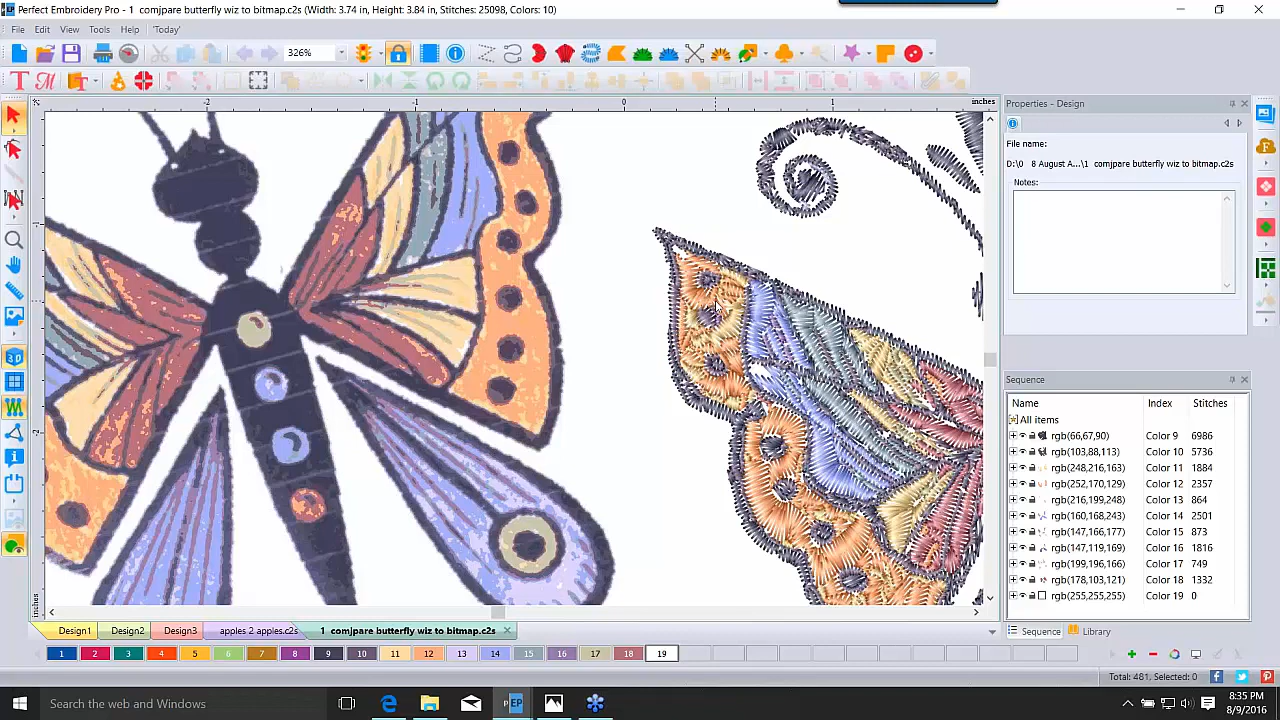 Perfect Embroidery Pro - 1 comjpare butterfly wiz to bitmap.c2s (Width: 3.74 in, Height: 3.84 in, Stitches: 25098, Colors: 10)
File Edit View Tools Help 'Today'
326%
-2 -1 0 1 inches
Properties - Design
File name:
D:\0 8 August A...\1 comjpare butterfly wiz to bitmap.c2s
Notes:
Sequence
Name Index Stitches
All items
rgb(66,67,90) Color 9 6986
rgb(103,88,113) Color 10 5736
rgb(248,216,163) Color 11 1884
rgb(252,170,129) Color 12 2357
rgb(216,199,248) Color 13 864
rgb(160,168,243) Color 14 2501
rgb(147,166,177) Color 15 873
rgb(147,119,169) Color 16 1816
rgb(199,196,166) Color 17 749
rgb(178,103,121) Color 18 1332
rgb(255,255,255) Color 19 0
inches
Design1 Design2 Design3 apples 2 apples.c2s 1 comjpare butterfly wiz to bitmap.c2s
Sequence Library
1 2 3 4 5 6 7 8 9 10 11 12 13 14 15 16 17 18 19
Total: 481, Selected: 0
Search the web and Windows
pEP
8:35 PM
8/9/2016